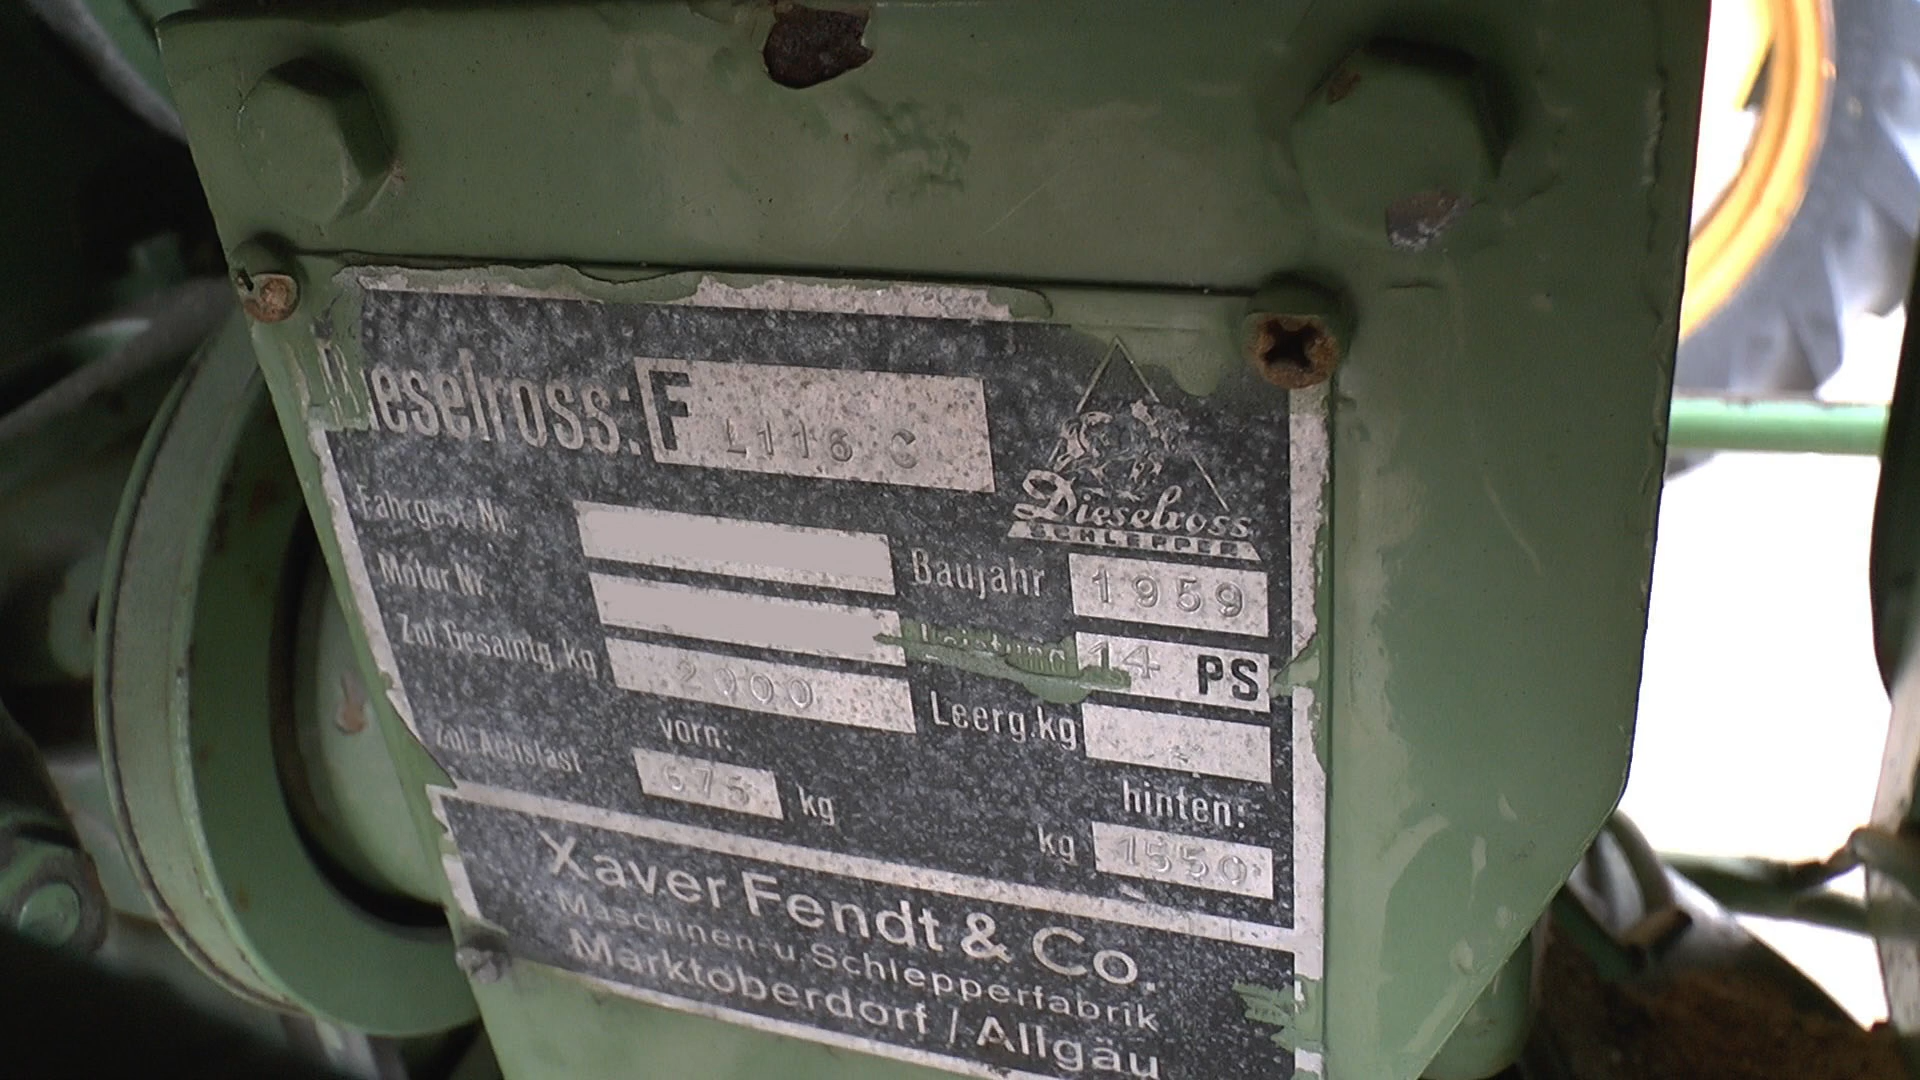 Dieselross: F L116 C
Dieselross
SCHLEPPER
Fahrgest. Nr.
Baujahr 1959
Motor Nr.
Leistung 14 PS
Zul. Gesamtg. kg 2000
Leerg. kg
Zul. Achslast vorn: 675 kg
hinten: kg 1550
Xaver Fendt & Co.
Maschinen- u. Schlepperfabrik
Marktoberdorf / Allgäu